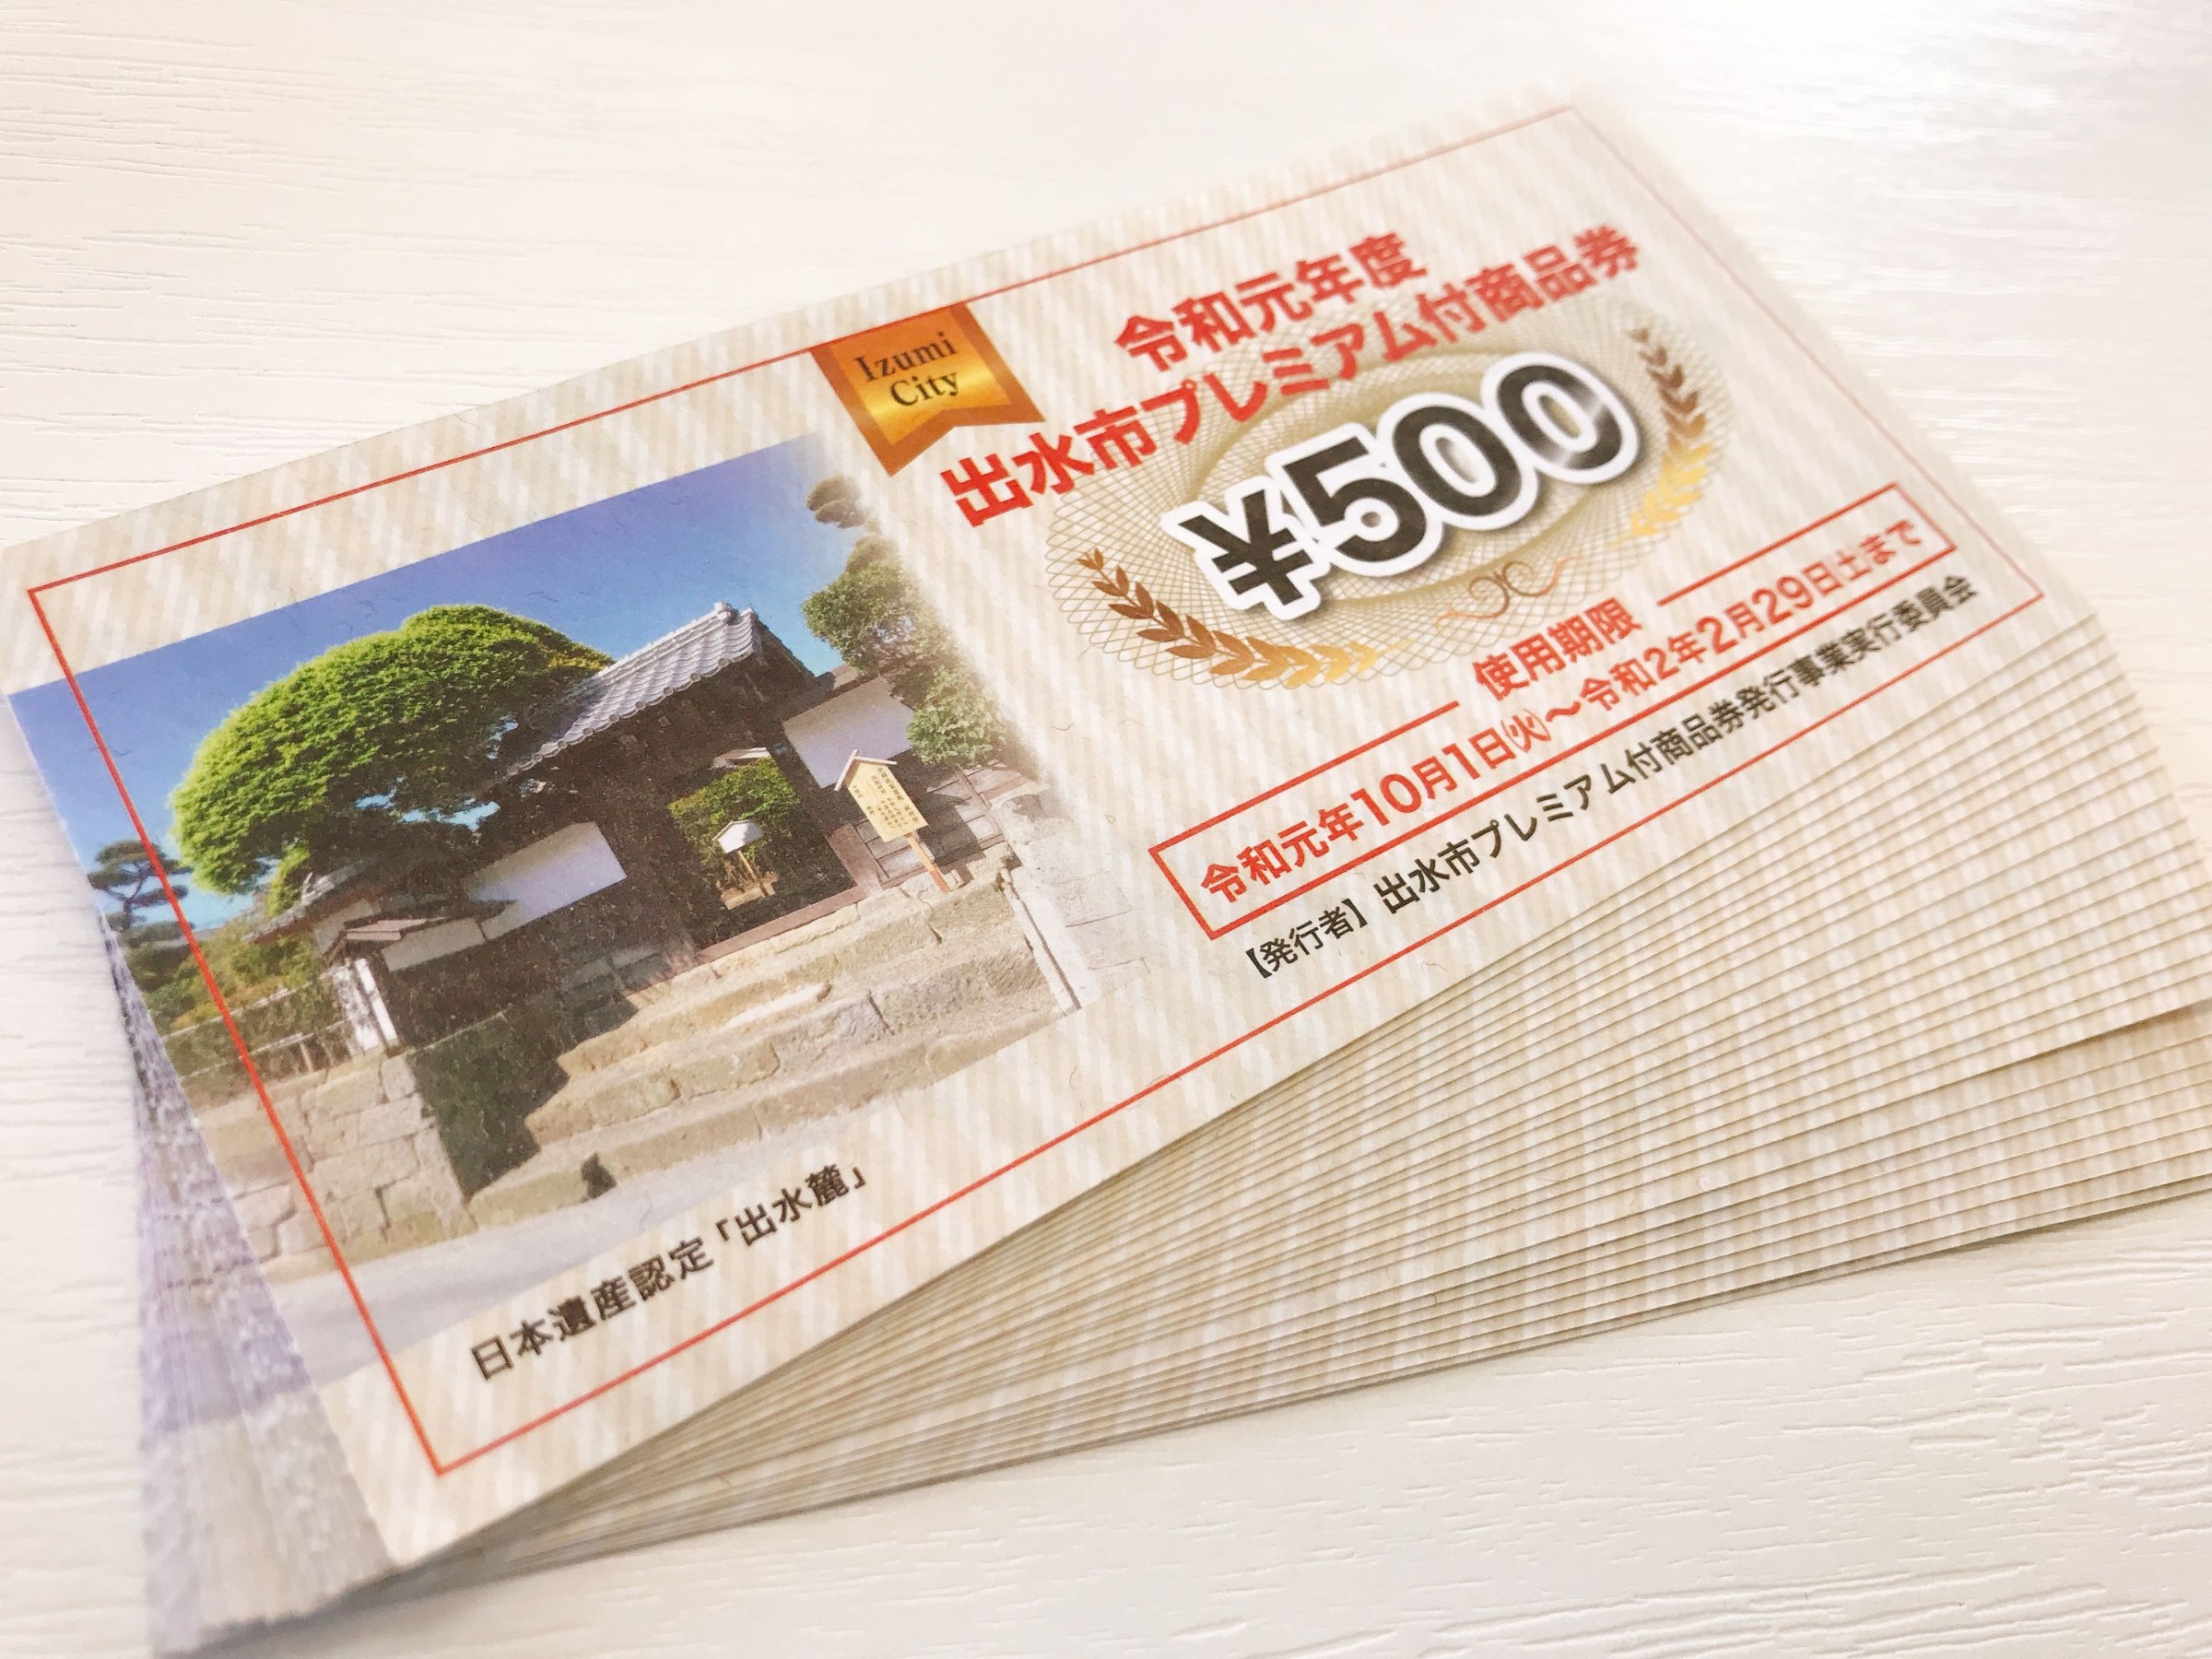 Izumi
City
令和元年度
出水市プレミアム付商品券
¥500
使用期限
令和元年10月1日㈫～令和2年2月29日土まで
【発行者】出水市プレミアム付商品券発行事業実行委員会
日本遺産認定「出水麓」